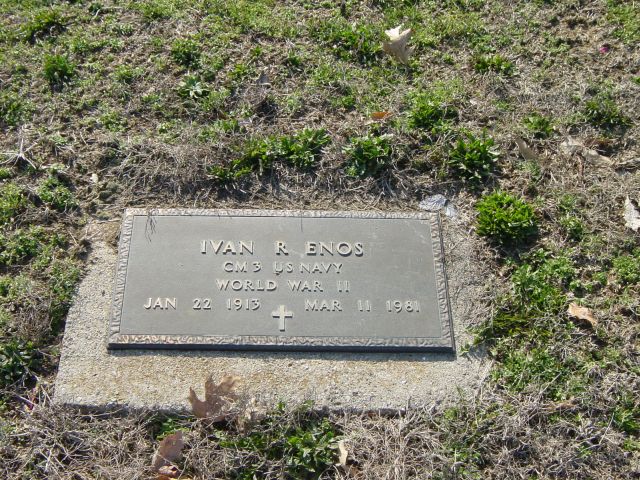 IVAN R ENOS
CM3 US NAVY
WORLD WAR II
JAN 22 1913 MAR 11 1981